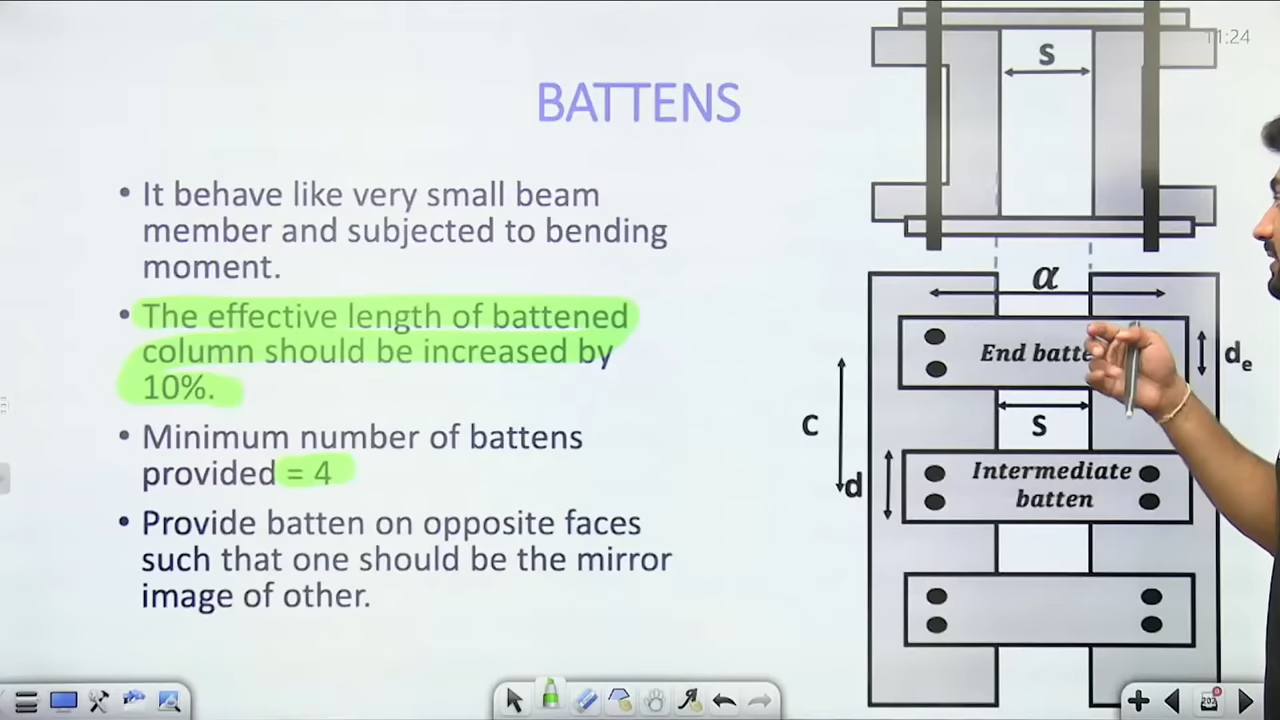 11:24
BATTENS
• It behave like very small beam
member and subjected to bending
moment.
• The effective length of battened
column should be increased by
10%.
• Minimum number of battens
provided = 4
• Provide batten on opposite faces
such that one should be the mirror
image of other.
S
α
End batte
de
C
S
d
Intermediate
batten